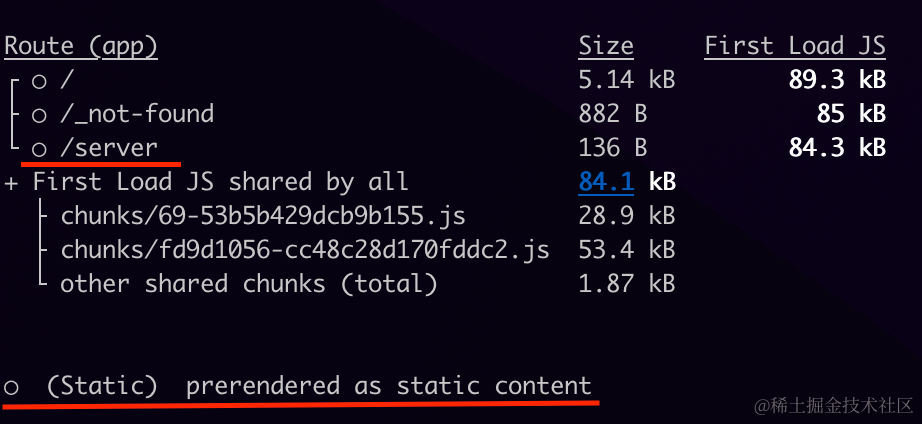 Route (app) Size First Load JS
┌ ○ / 5.14 kB 89.3 kB
├ ○ /_not-found 882 B 85 kB
└ ○ /server 136 B 84.3 kB
+ First Load JS shared by all 84.1 kB
├ chunks/69-53b5b429dcb9b155.js 28.9 kB
├ chunks/fd9d1056-cc48c28d170fddc2.js 53.4 kB
└ other shared chunks (total) 1.87 kB
○ (Static) prerendered as static content
@稀土掘金技术社区